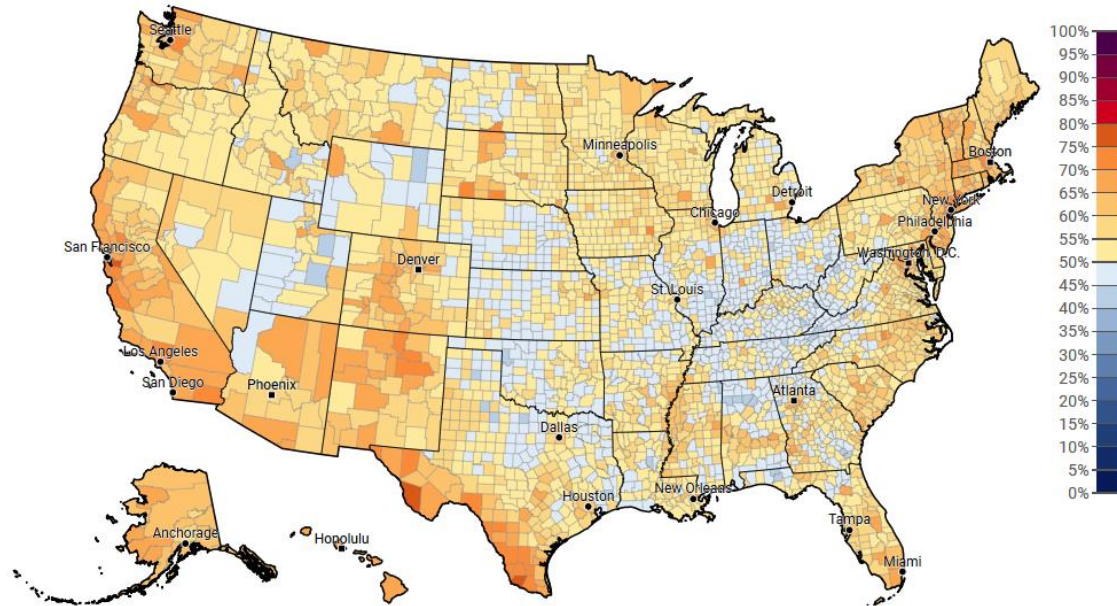 Seattle
Minneapolis
Boston
Detroit
New York
Chicago
Philadelphia
San Francisco
Denver
Washington, D.C.
St. Louis
Los Angeles
San Diego
Phoenix
Atlanta
Dallas
New Orleans
Houston
Tampa
Anchorage
Honolulu
Miami
100%
95%
90%
85%
80%
75%
70%
65%
60%
55%
50%
45%
40%
35%
30%
25%
20%
15%
10%
5%
0%